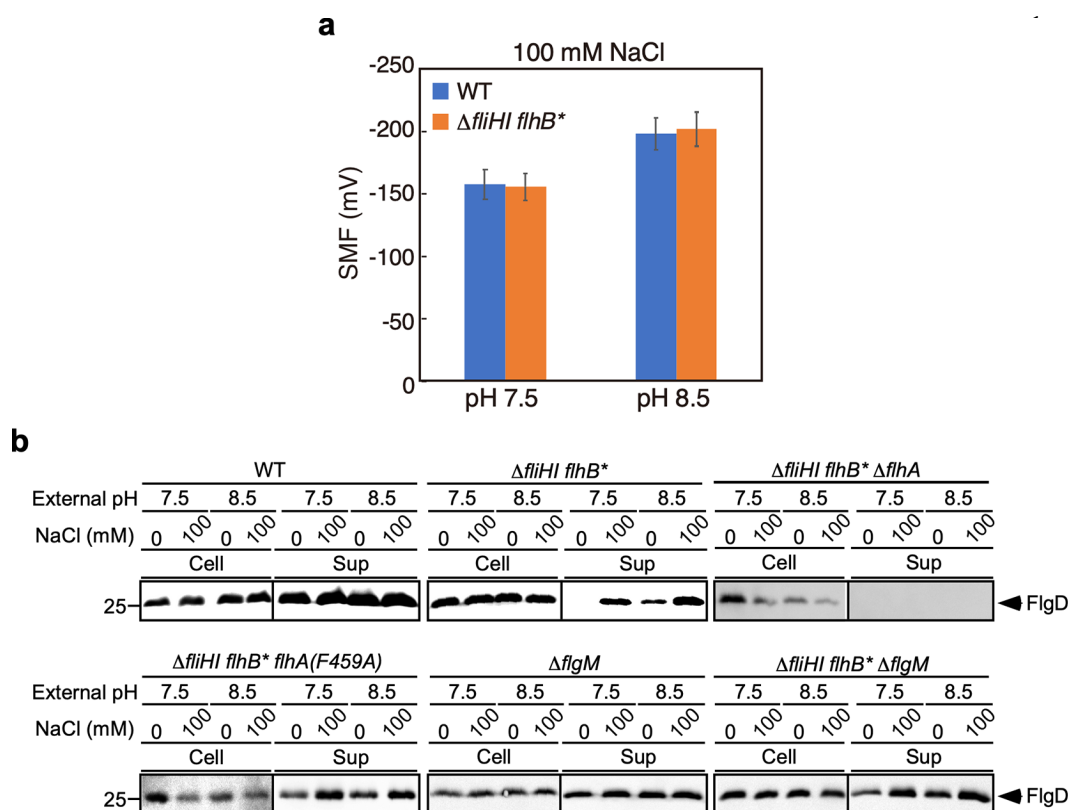 a
100 mM NaCl
-250
-200
-150
-100
-50
0
SMF (mV)
WT
ΔfliHI flhB*
pH 7.5 pH 8.5
b
WT ΔfliHI flhB* ΔfliHI flhB* ΔflhA
External pH 7.5 8.5 7.5 8.5 7.5 8.5 7.5 8.5 7.5 8.5 7.5 8.5
NaCl (mM) 0 100 0 100 0 100 0 100 0 100 0 100 0 100 0 100 0 100 0 100 0 100 0 100
Cell Sup Cell Sup Cell Sup
25 FlgD
ΔfliHI flhB* flhA(F459A) ΔflgM ΔfliHI flhB* ΔflgM
External pH 7.5 8.5 7.5 8.5 7.5 8.5 7.5 8.5 7.5 8.5 7.5 8.5
NaCl (mM) 0 100 0 100 0 100 0 100 0 100 0 100 0 100 0 100 0 100 0 100 0 100 0 100
Cell Sup Cell Sup Cell Sup
25 FlgD